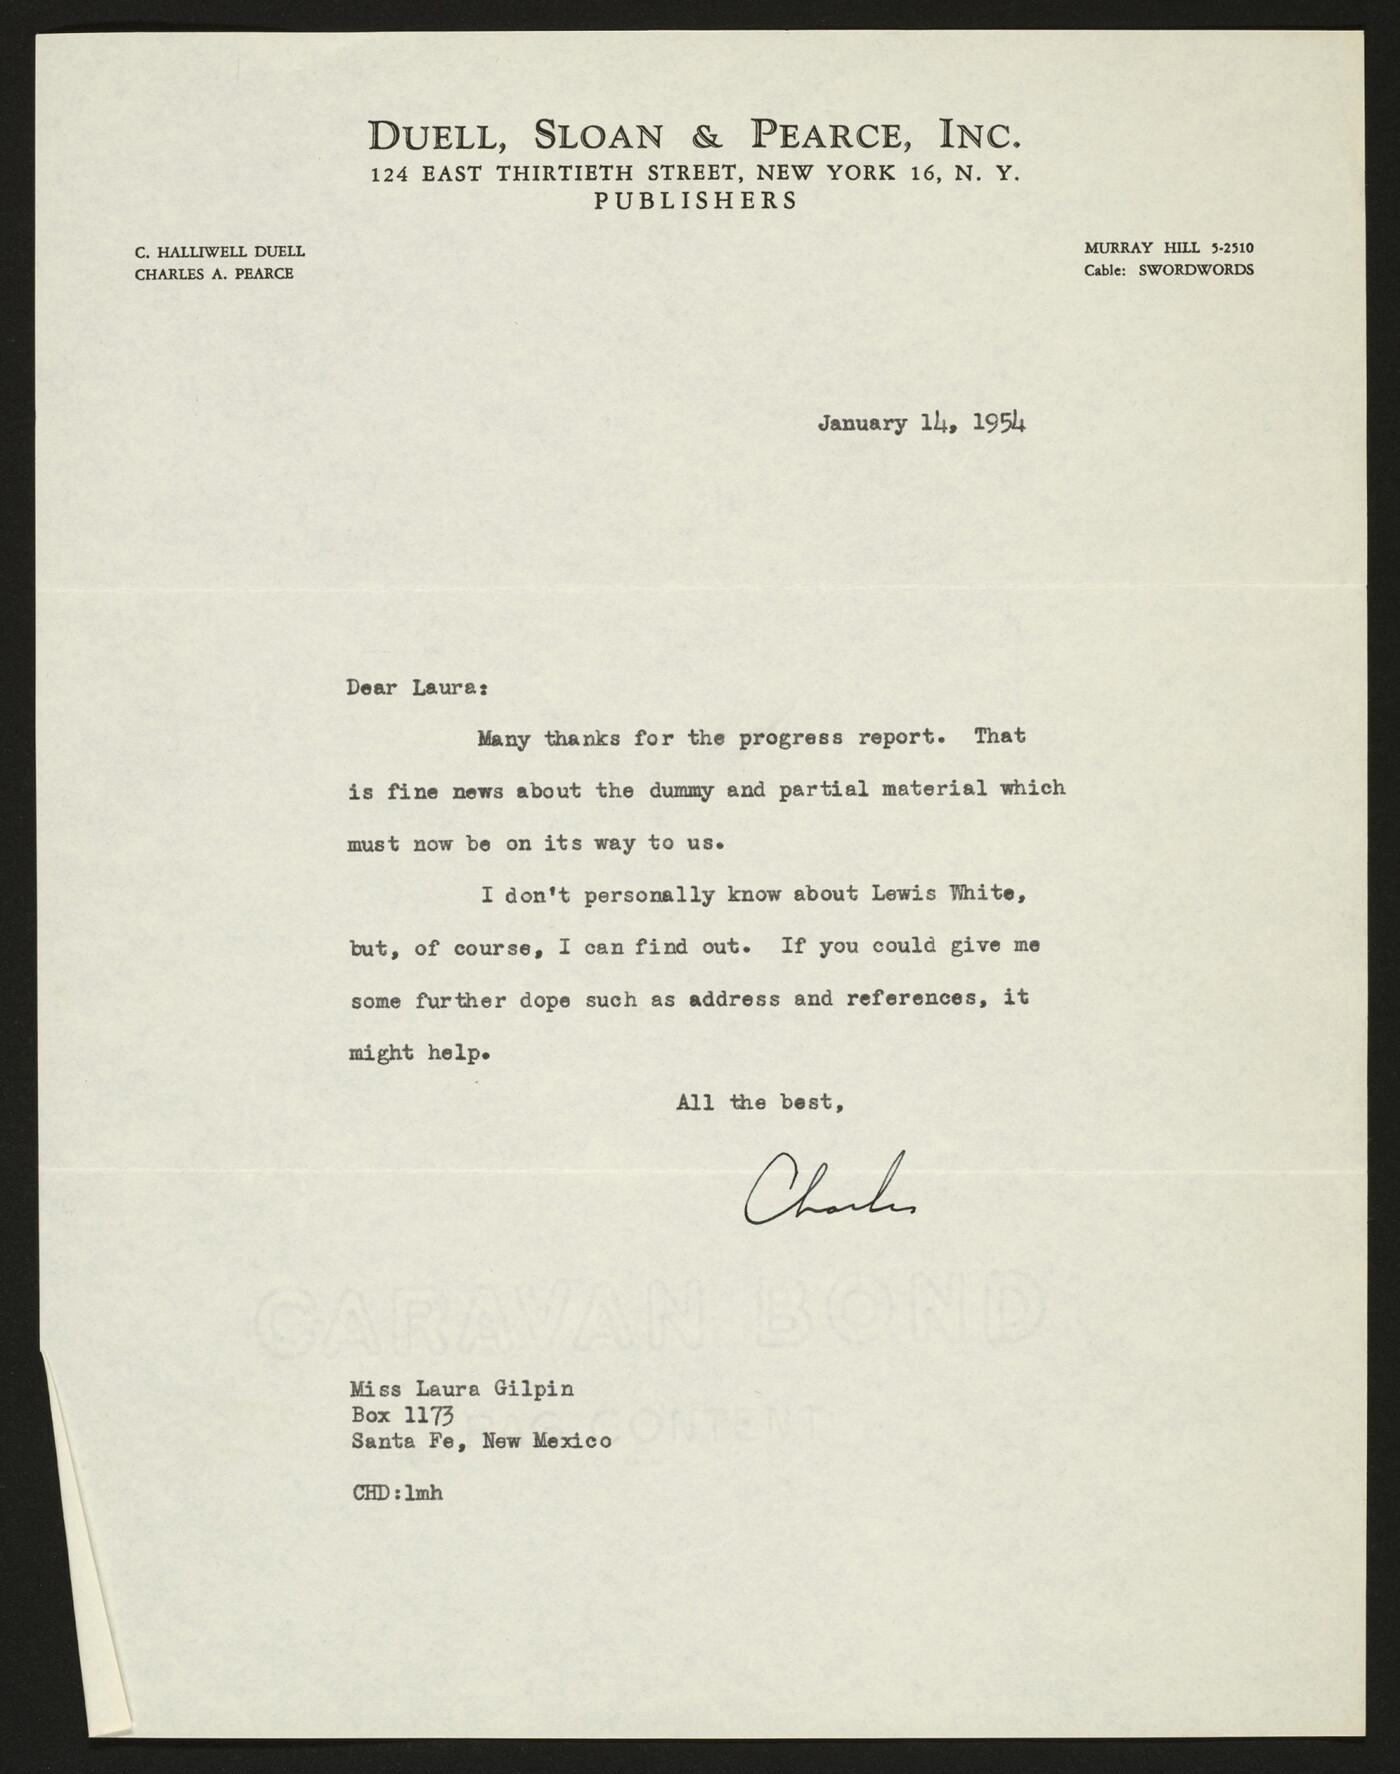 DUELL, SLOAN & PEARCE, INC.
124 EAST THIRTIETH STREET, NEW YORK 16, N. Y.
PUBLISHERS
C. HALLIWELL DUELL
CHARLES A. PEARCE
MURRAY HILL 5-2510
Cable: SWORDWORDS
January 14, 1954
Dear Laura:
Many thanks for the progress report. That
is fine news about the dummy and partial material which
must now be on its way to us.
I don't personally know about Lewis White,
but, of course, I can find out. If you could give me
some further dope such as address and references, it
might help.
All the best,
Charles
CARAVAN BOND
Miss Laura Gilpin
Box 1173
RAG CONTENT
Santa Fe, New Mexico
CHD:lmh